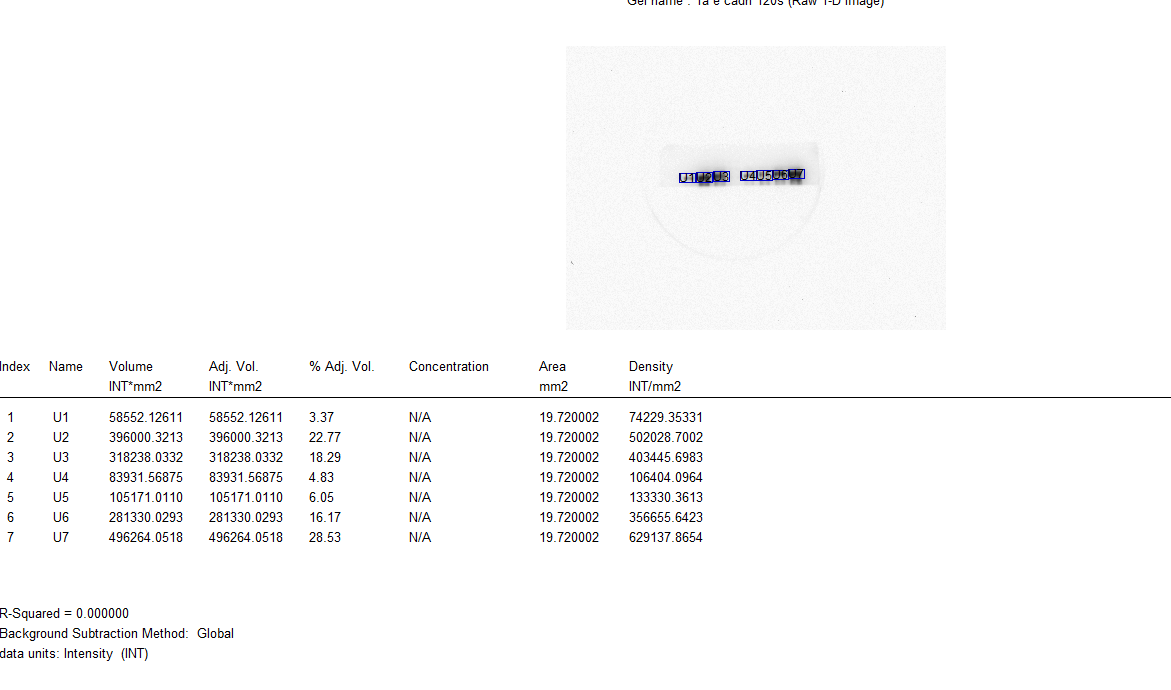 Gel name : Ta e cadh 120s (Raw 1-D Image)
U1 U2 U3 U4 U5 U6 U7
Index Name Volume Adj. Vol. % Adj. Vol. Concentration Area Density
INT*mm2 INT*mm2 mm2 INT/mm2
1 U1 58552.12611 58552.12611 3.37 N/A 19.720002 74229.35331
2 U2 396000.3213 396000.3213 22.77 N/A 19.720002 502028.7002
3 U3 318238.0332 318238.0332 18.29 N/A 19.720002 403445.6983
4 U4 83931.56875 83931.56875 4.83 N/A 19.720002 106404.0964
5 U5 105171.0110 105171.0110 6.05 N/A 19.720002 133330.3613
6 U6 281330.0293 281330.0293 16.17 N/A 19.720002 356655.6423
7 U7 496264.0518 496264.0518 28.53 N/A 19.720002 629137.8654
R-Squared = 0.000000
Background Subtraction Method: Global
data units: Intensity (INT)